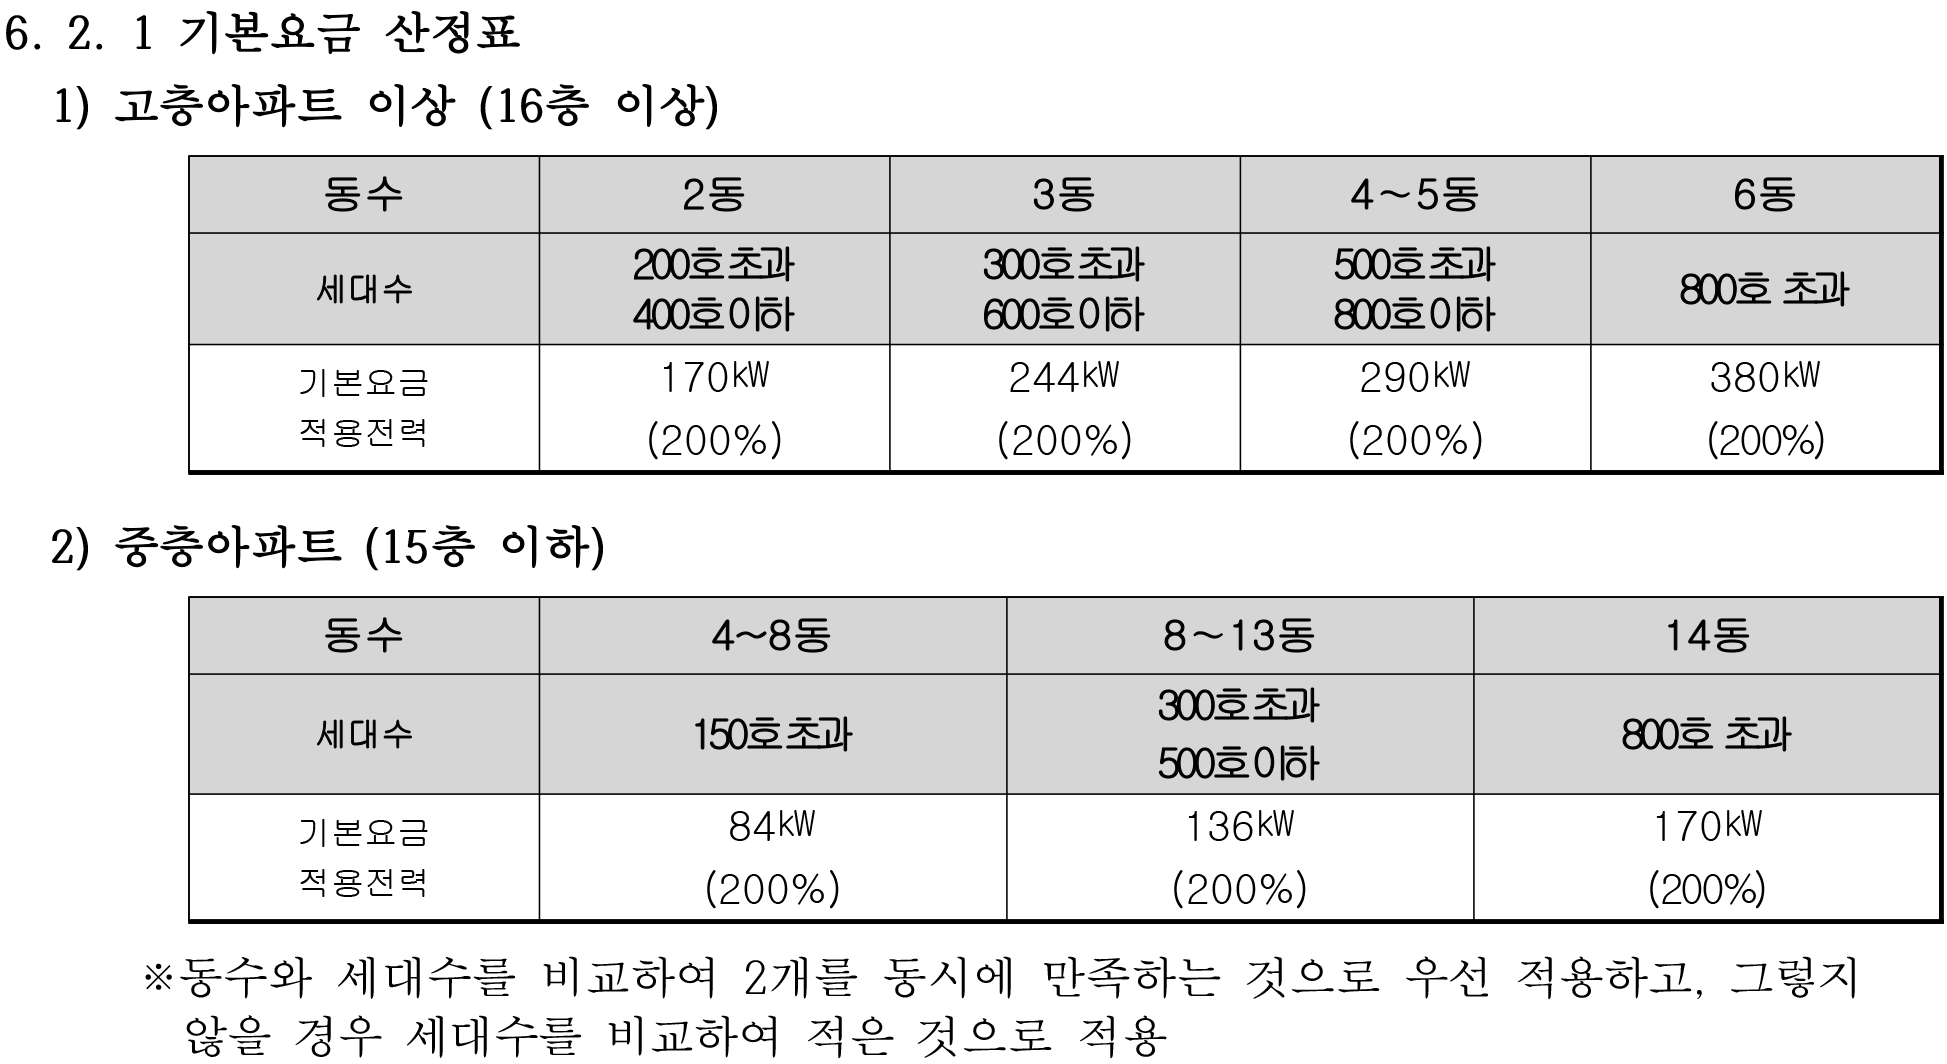 6. 2. 1 기본요금 산정표
1) 고층아파트 이상 (16층 이상)
동수 2동 3동 4~5동 6동
세대수 200호초과 400호이하 300호초과 600호이하 500호초과 800호이하 800호 초과
기본요금 적용전력 170㎾ (200%) 244㎾ (200%) 290㎾ (200%) 380㎾ (200%)
2) 중층아파트 (15층 이하)
동수 4~8동 8~13동 14동
세대수 150호초과 300호초과 500호이하 800호 초과
기본요금 적용전력 84㎾ (200%) 136㎾ (200%) 170㎾ (200%)
※동수와 세대수를 비교하여 2개를 동시에 만족하는 것으로 우선 적용하고, 그렇지
않을 경우 세대수를 비교하여 적은 것으로 적용